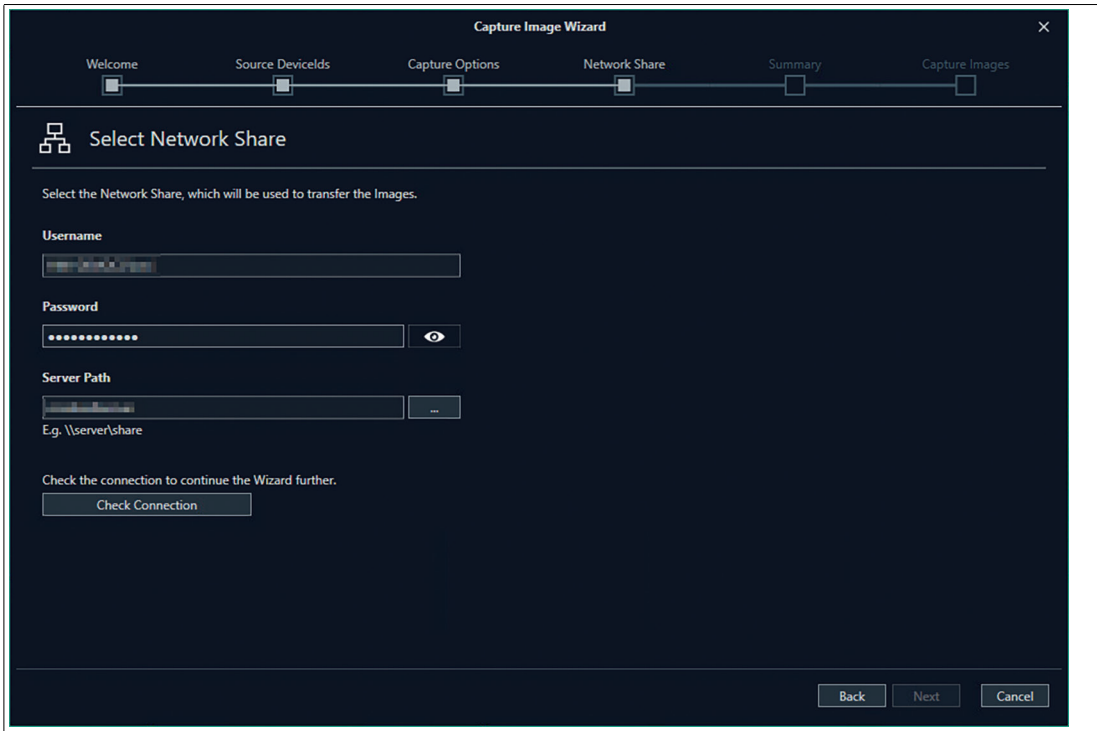 Capture Image Wizard
Welcome
Source DeviceIds
Capture Options
Network Share
Summary
Capture Images
Select Network Share
Select the Network Share, which will be used to transfer the Images.
Username
Password
••••••••••••
Server Path
...
E.g. \\server\share
Check the connection to continue the Wizard further.
Check Connection
Back
Next
Cancel